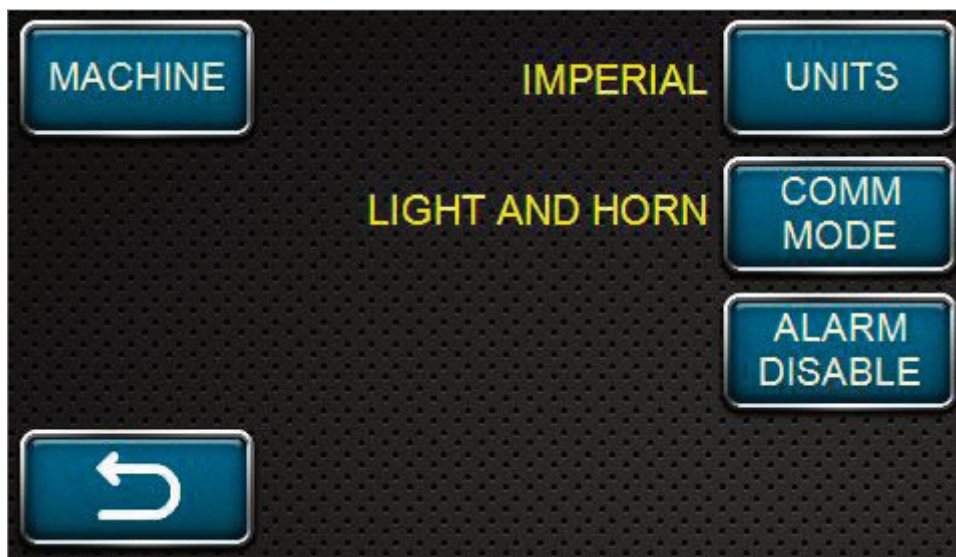 MACHINE
IMPERIAL
UNITS
LIGHT AND HORN
COMM
MODE
ALARM
DISABLE